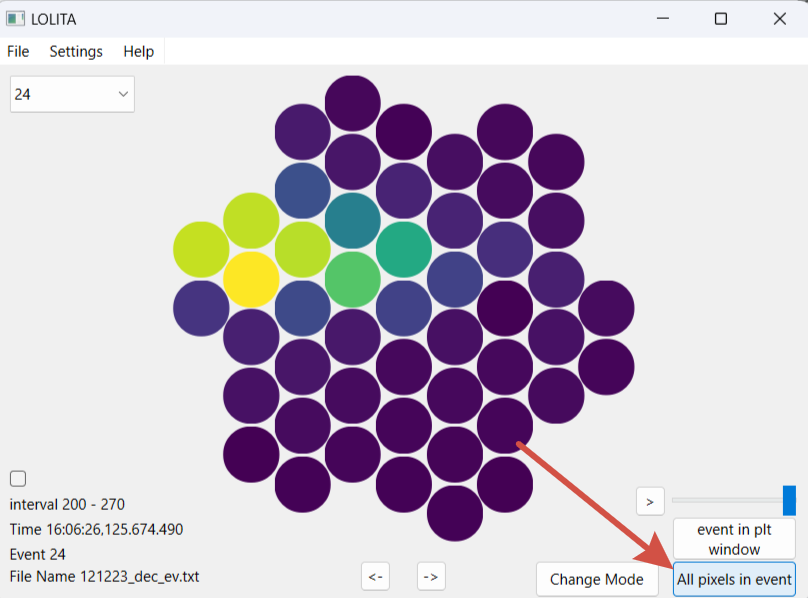 LOLITA
File Settings Help
24
interval 200 - 270
Time 16:06:26,125.674.490
Event 24
File Name 121223_dec_ev.txt
<- ->
Change Mode
>
event in plt
window
All pixels in event